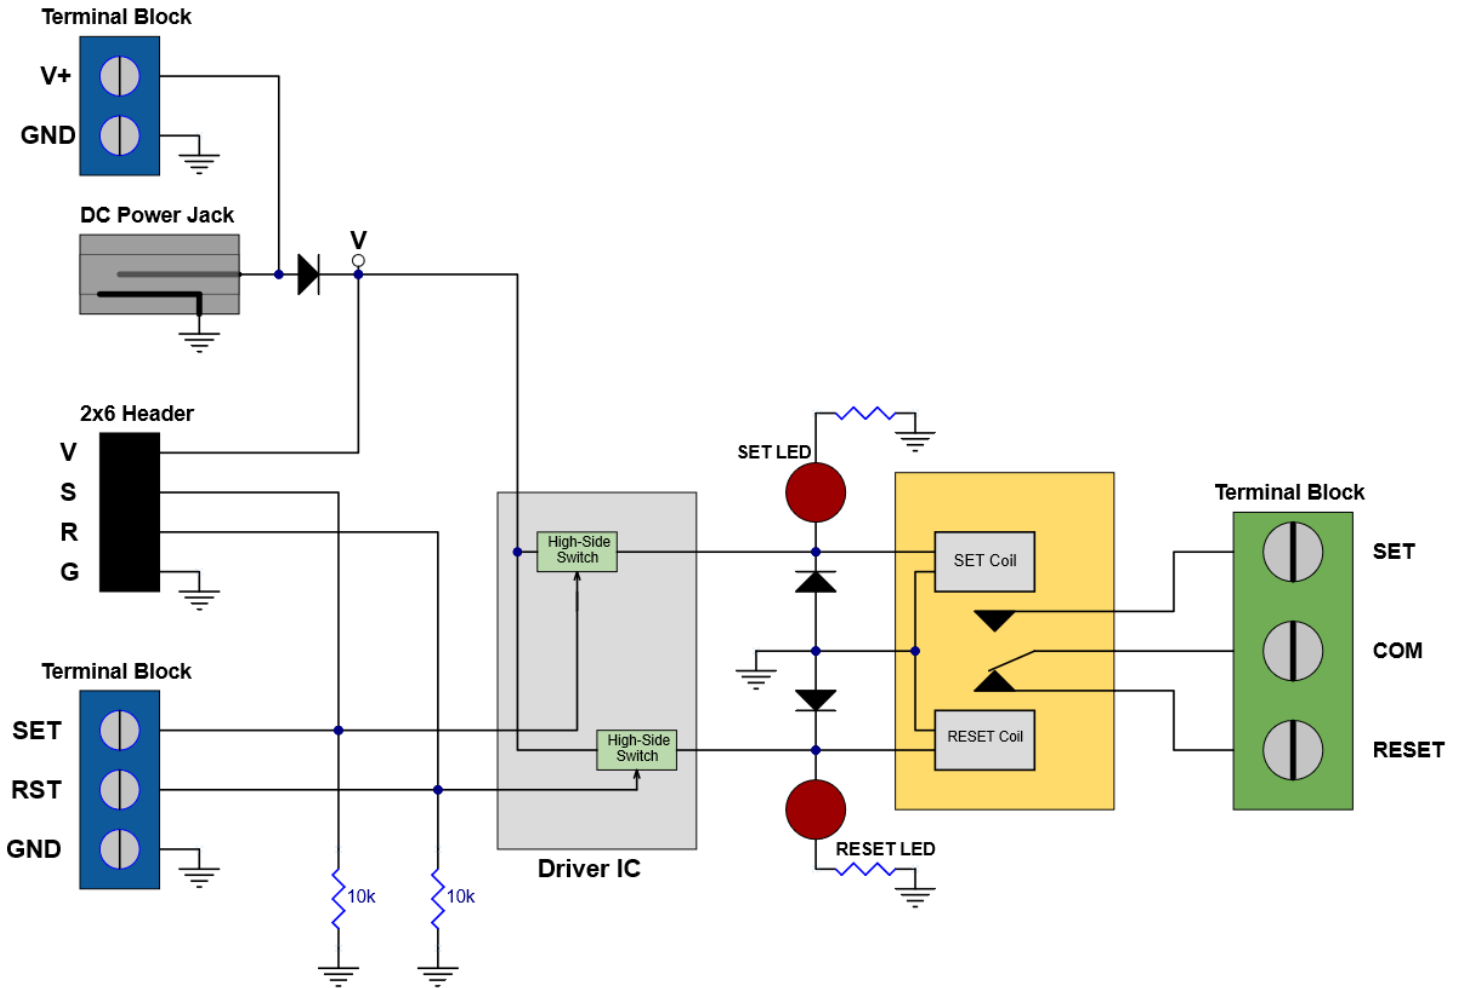 Terminal Block
V+
GND
DC Power Jack
V
2x6 Header
V
S
R
G
Terminal Block
SET
RST
GND
10k
10k
High-Side
Switch
High-Side
Switch
Driver IC
SET LED
RESET LED
SET Coil
RESET Coil
Terminal Block
SET
COM
RESET